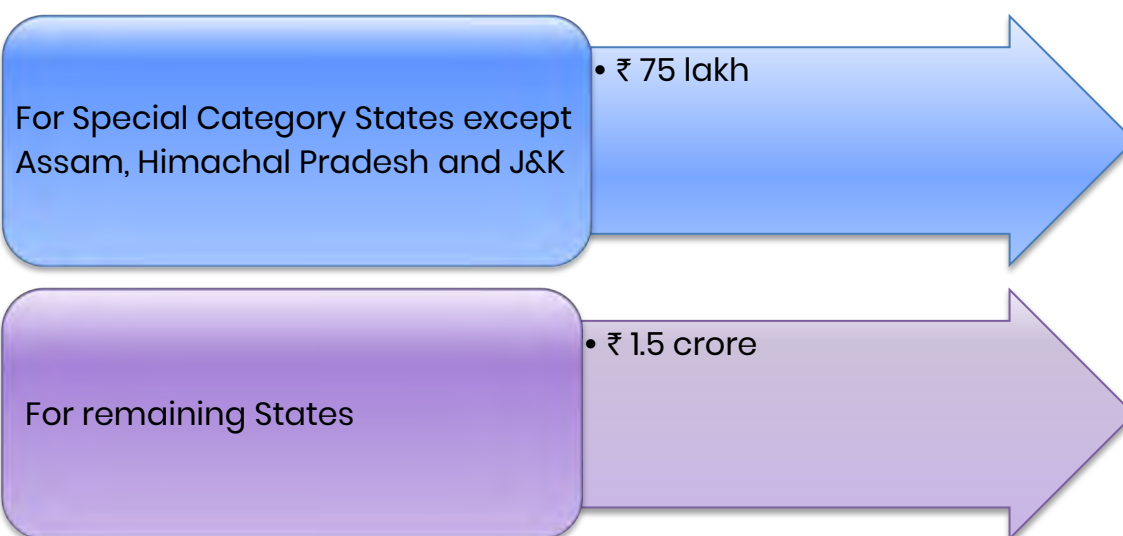 For Special Category States except
Assam, Himachal Pradesh and J&K
• ₹ 75 lakh
For remaining States
• ₹ 1.5 crore